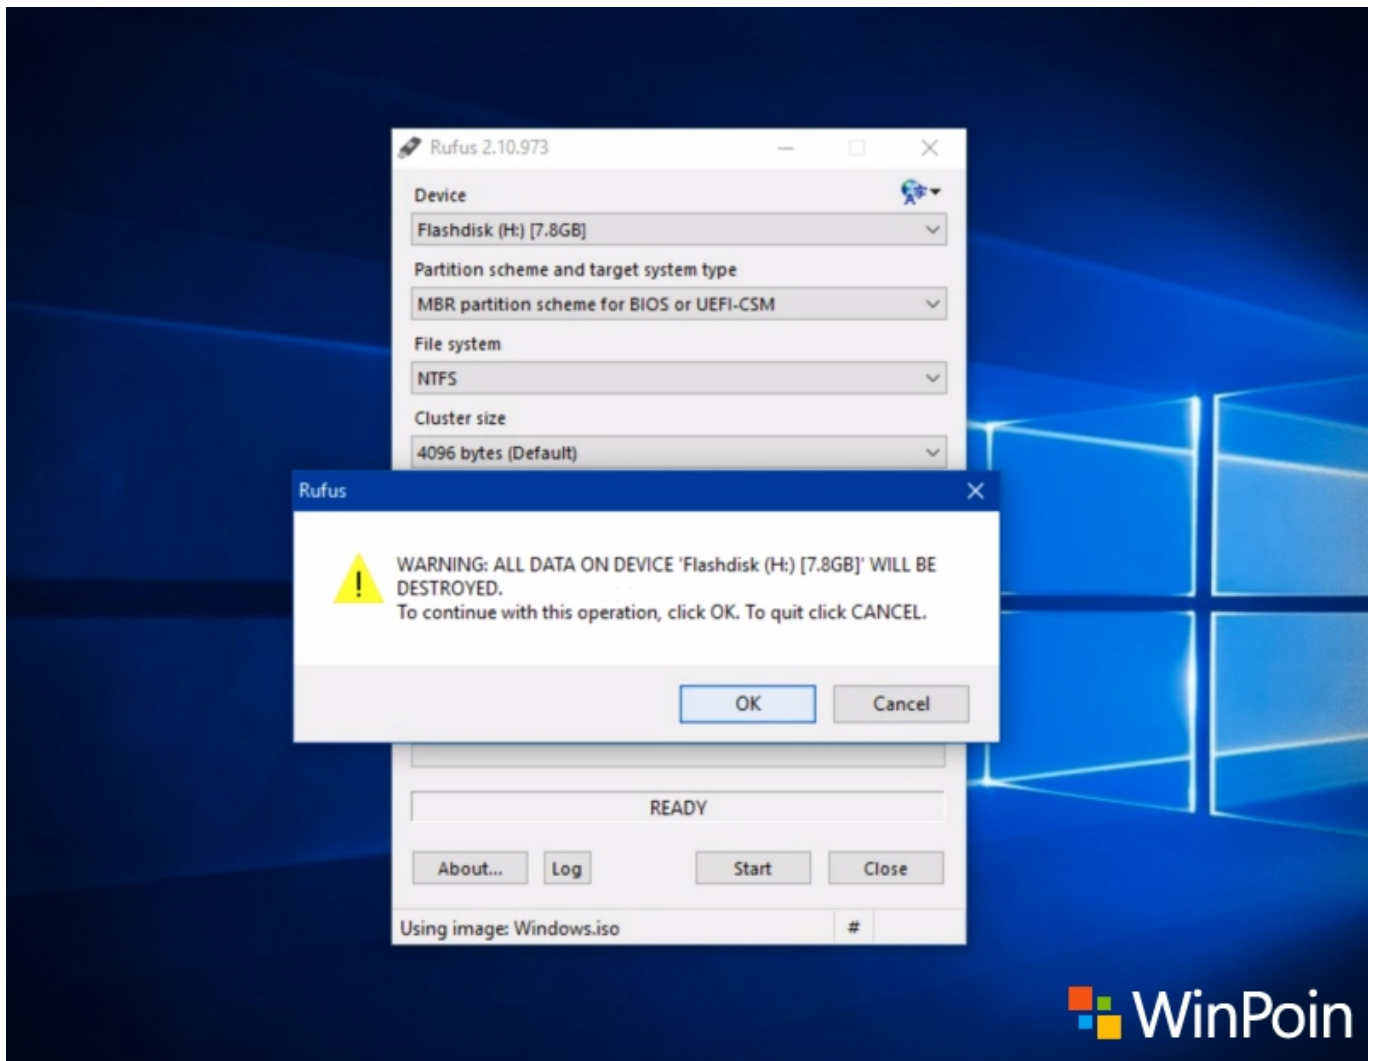 Rufus 2.10.973
Device
Flashdisk (H:) [7.8GB]
Partition scheme and target system type
MBR partition scheme for BIOS or UEFI-CSM
File system
NTFS
Cluster size
4096 bytes (Default)
Rufus
WARNING: ALL DATA ON DEVICE 'Flashdisk (H:) [7.8GB]' WILL BE
DESTROYED.
To continue with this operation, click OK. To quit click CANCEL.
OK Cancel
READY
About... Log Start Close
Using image: Windows.iso #
WinPoin